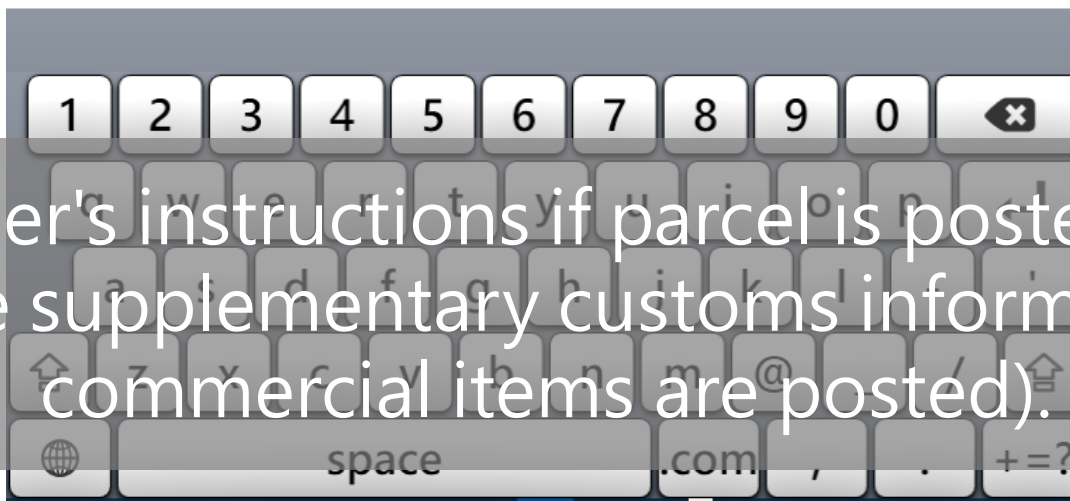 1 2 3 4 5 6 7 8 9 0
q w e r t y u i o p
er's instructions if parcel is poste
a s d f g h j k l '
e supplementary customs inform
z x c v b n m @ _ /
commercial items are posted).
space .com , . +=?